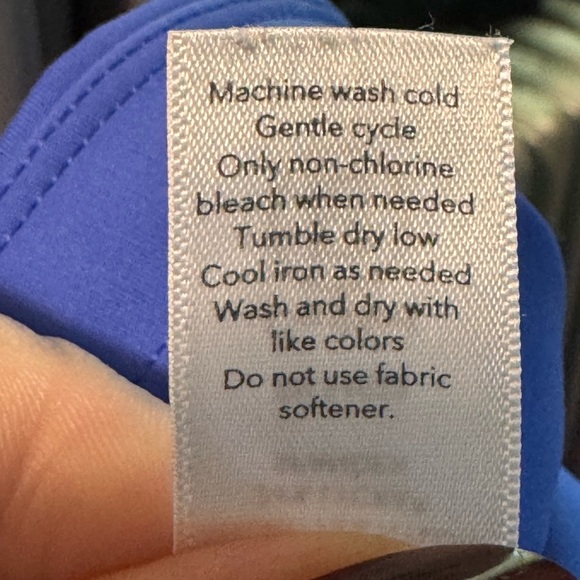 Machine wash cold
Gentle cycle
Only non-chlorine
bleach when needed
Tumble dry low
Cool iron as needed
Wash and dry with
like colors
Do not use fabric
softener.